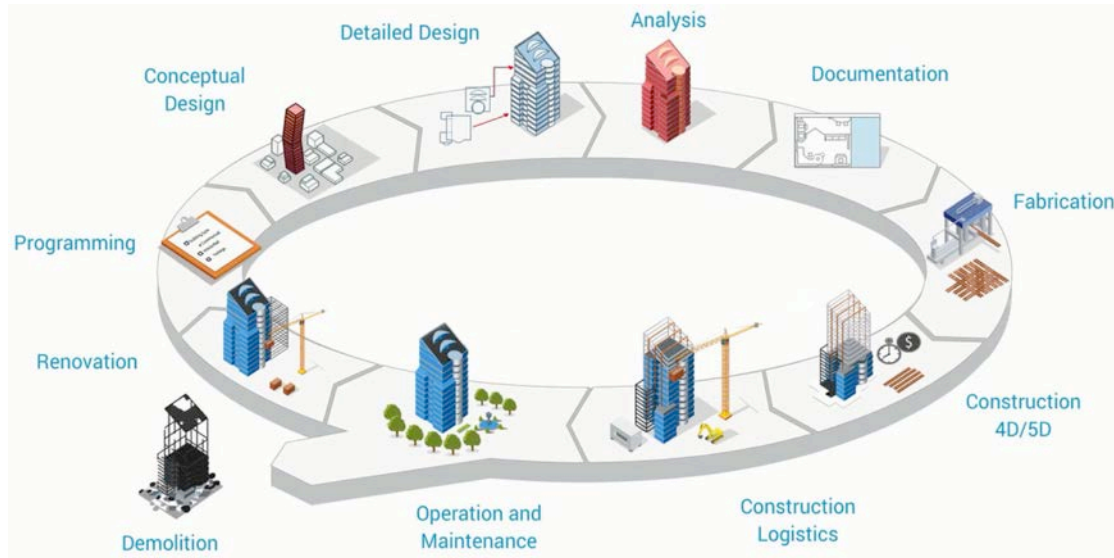 Analysis
Detailed Design
Conceptual
Design
Documentation
Programming
Fabrication
Renovation
$
Construction
4D/5D
Operation and
Maintenance
Construction
Logistics
Demolition